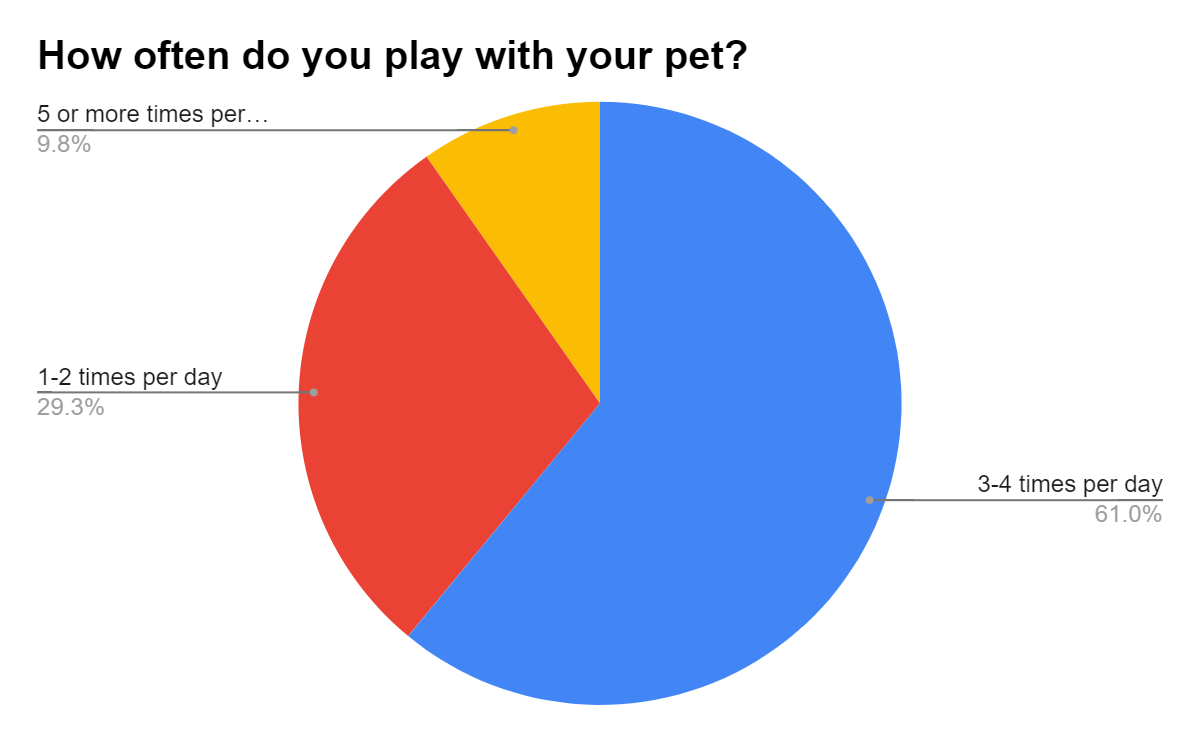 How often do you play with your pet?
5 or more times per…
9.8%
1-2 times per day
29.3%
3-4 times per day
61.0%